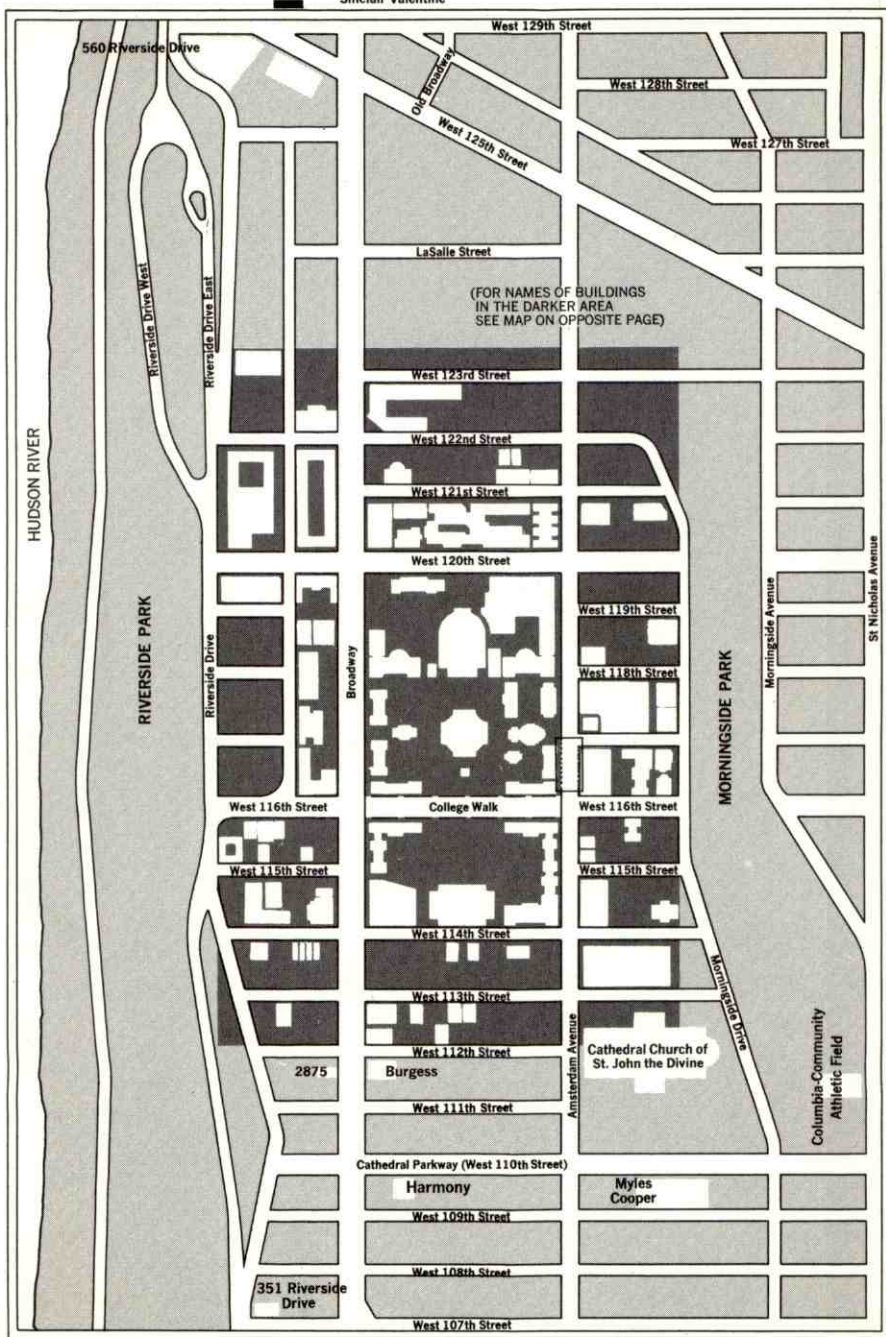 Sinclair Valentine
West 129th Street
560 Riverside Drive
Old Broadway
West 128th Street
West 125th Street
West 127th Street
LaSalle Street
Riverside Drive West
Riverside Drive East
(FOR NAMES OF BUILDINGS
IN THE DARKER AREA
SEE MAP ON OPPOSITE PAGE)
West 123rd Street
West 122nd Street
HUDSON RIVER
West 121st Street
West 120th Street
RIVERSIDE PARK
Riverside Drive
Broadway
West 119th Street
West 118th Street
MORNINGSIDE PARK
Morningside Avenue
St Nicholas Avenue
West 116th Street
College Walk
West 116th Street
West 115th Street
West 115th Street
West 114th Street
West 113th Street
Morningside Drive
West 112th Street
Amsterdam Avenue
Cathedral Church of
St. John the Divine
Columbia-Community
Athletic Field
2875
Burgess
West 111th Street
Cathedral Parkway (West 110th Street)
Harmony
Myles
Cooper
West 109th Street
West 108th Street
351 Riverside
Drive
West 107th Street